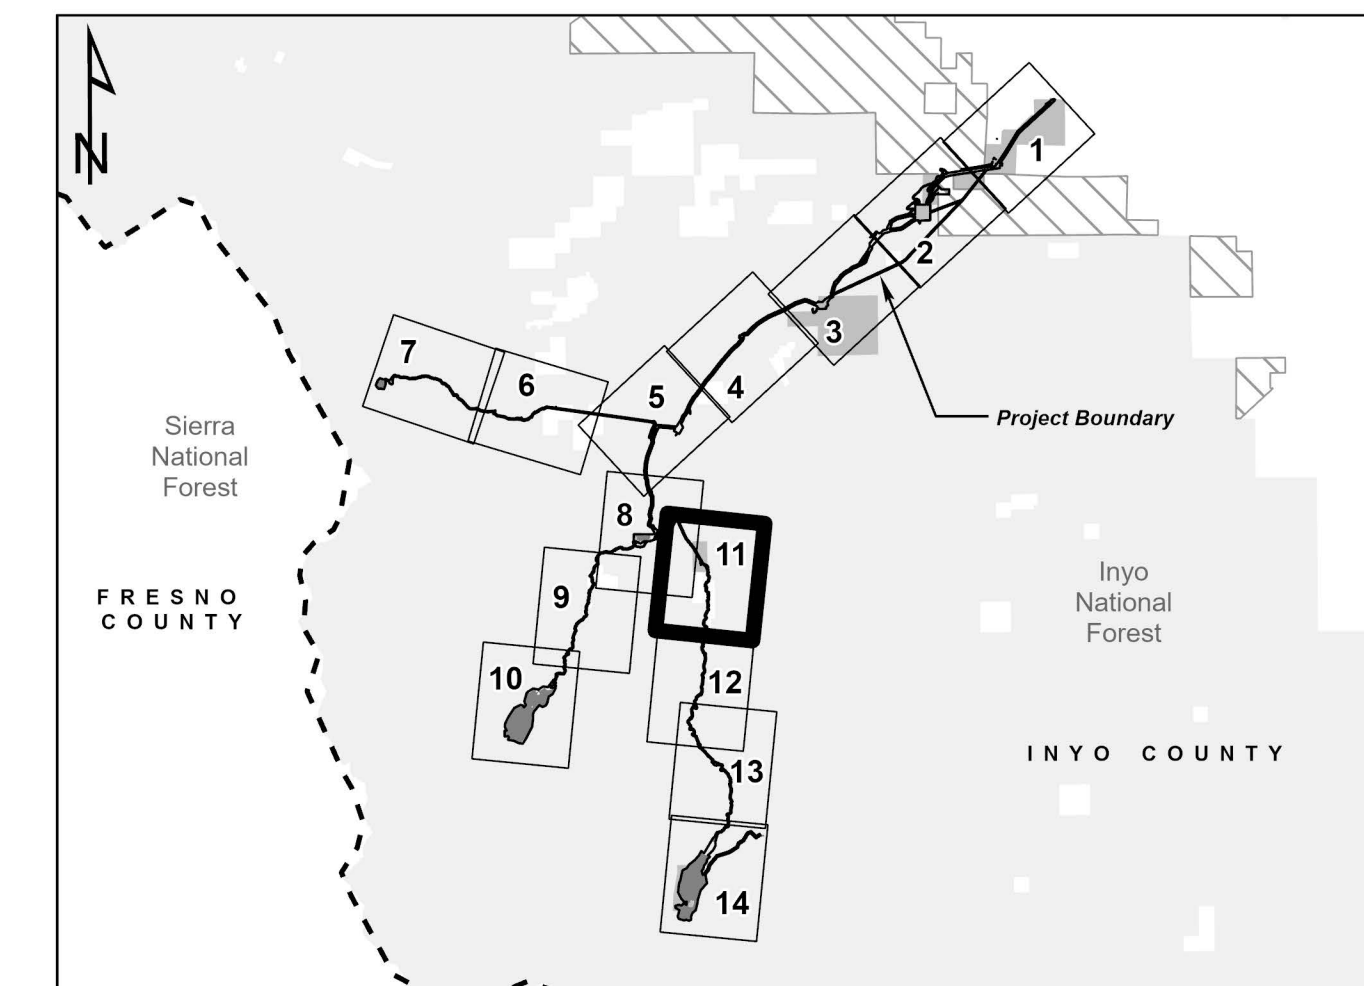 N
1
2
3
4
5
6
7
Project Boundary
Sierra
National
Forest
8
11
9
Inyo
National
Forest
FRESNO
COUNTY
10
12
INYO COUNTY
13
14